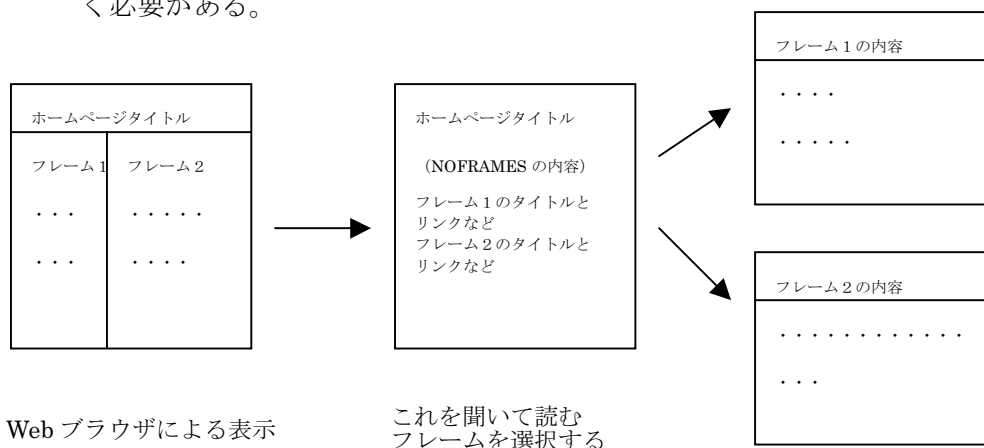 く必要がある。
ホームページタイトル
フレーム1
フレーム2
・・・
・・・・・
・・・
・・・・
Web ブラウザによる表示
ホームページタイトル
（NOFRAMES の内容）
フレーム1のタイトルと
リンクなど
フレーム2のタイトルと
リンクなど
これを聞いて読む
フレームを選択する
フレーム1の内容
・・・・
・・・・・
フレーム2の内容
・・・・・・・・・・・・
・・・